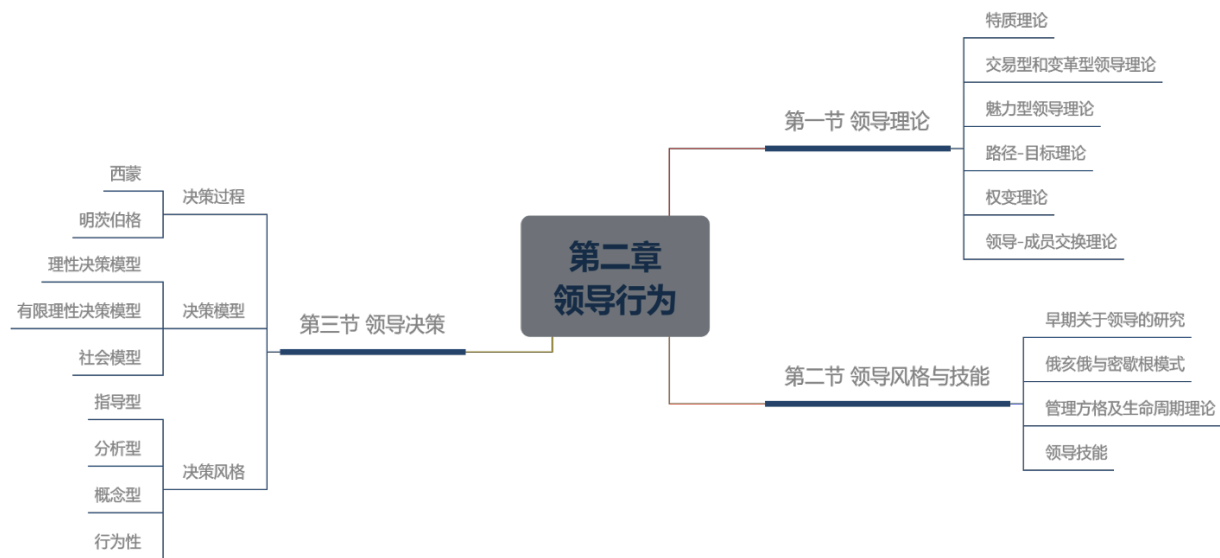 第二章
领导行为
第一节 领导理论
特质理论
交易型和变革型领导理论
魅力型领导理论
路径-目标理论
权变理论
领导-成员交换理论
第二节 领导风格与技能
早期关于领导的研究
俄亥俄与密歇根模式
管理方格及生命周期理论
领导技能
第三节 领导决策
决策过程
西蒙
明茨伯格
决策模型
理性决策模型
有限理性决策模型
社会模型
决策风格
指导型
分析型
概念型
行为性